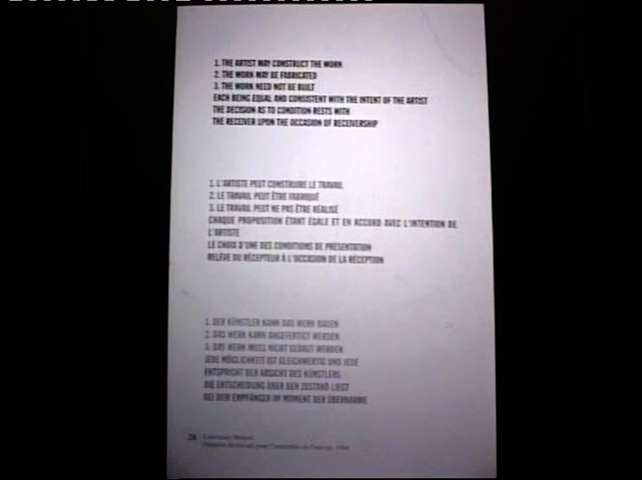 1. THE ARTIST MAY CONSTRUCT THE WORK
2. THE WORK MAY BE FABRICATED
3. THE WORK NEED NOT BE BUILT
EACH BEING EQUAL AND CONSISTENT WITH THE INTENT OF THE ARTIST
THE DECISION AS TO CONDITION RESTS WITH
THE RECEIVER UPON THE OCCASION OF RECEIVERSHIP
1. L'ARTISTE PEUT CONSTRUIRE LE TRAVAIL
2. LE TRAVAIL PEUT ÊTRE FABRIQUÉ
3. LE TRAVAIL PEUT NE PAS ÊTRE RÉALISÉ
CHAQUE PROPOSITION ÉTANT ÉGALE ET EN ACCORD AVEC L'INTENTION DE
L'ARTISTE
LE CHOIX D'UNE DES CONDITIONS DE PRÉSENTATION
RELÈVE DU RÉCEPTEUR À L'OCCASION DE LA RÉCEPTION
1. DER KÜNSTLER KANN DAS WERK BAUEN
2. DAS WERK KANN ANGEFERTIGT WERDEN
3. DAS WERK MUSS NICHT GEBAUT WERDEN
JEDE MÖGLICHKEIT IST GLEICHWERTIG UND JEDE
ENTSPRICHT DER ABSICHT DES KÜNSTLERS
DIE ENTSCHEIDUNG ÜBER DEN ZUSTAND LIEGT
BEI DEM EMPFÄNGER IM MOMENT DER ÜBERNAHME
28 Lawrence Weiner
pour l'ensemble de l'œuvre,